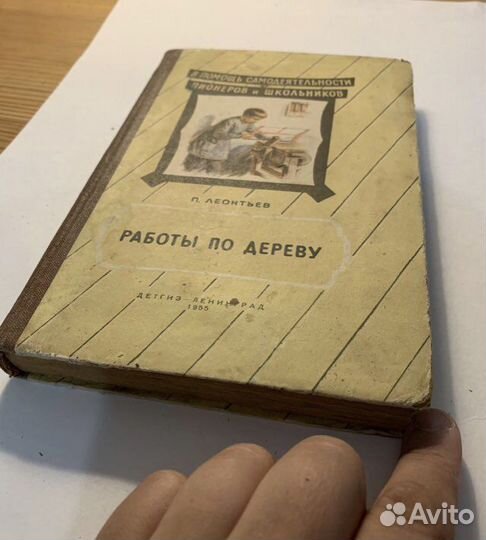 В ПОМОЩЬ САМОДЕЯТЕЛЬНОСТИ
ПИОНЕРОВ И ШКОЛЬНИКОВ
П. ЛЕОНТЬЕВ
РАБОТЫ ПО ДЕРЕВУ
ДЕТГИЗ—ЛЕНИНГРАД
1955
Avito